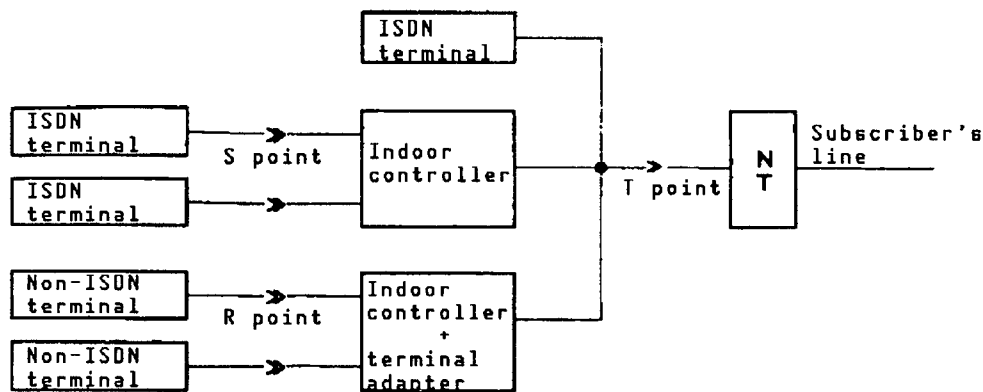 ISDN
terminal
ISDN
terminal
S point
Indoor
controller
ISDN
terminal
T point
N
T
Subscriber's
line
Non-ISDN
terminal
R point
Indoor
controller
+
terminal
adapter
Non-ISDN
terminal